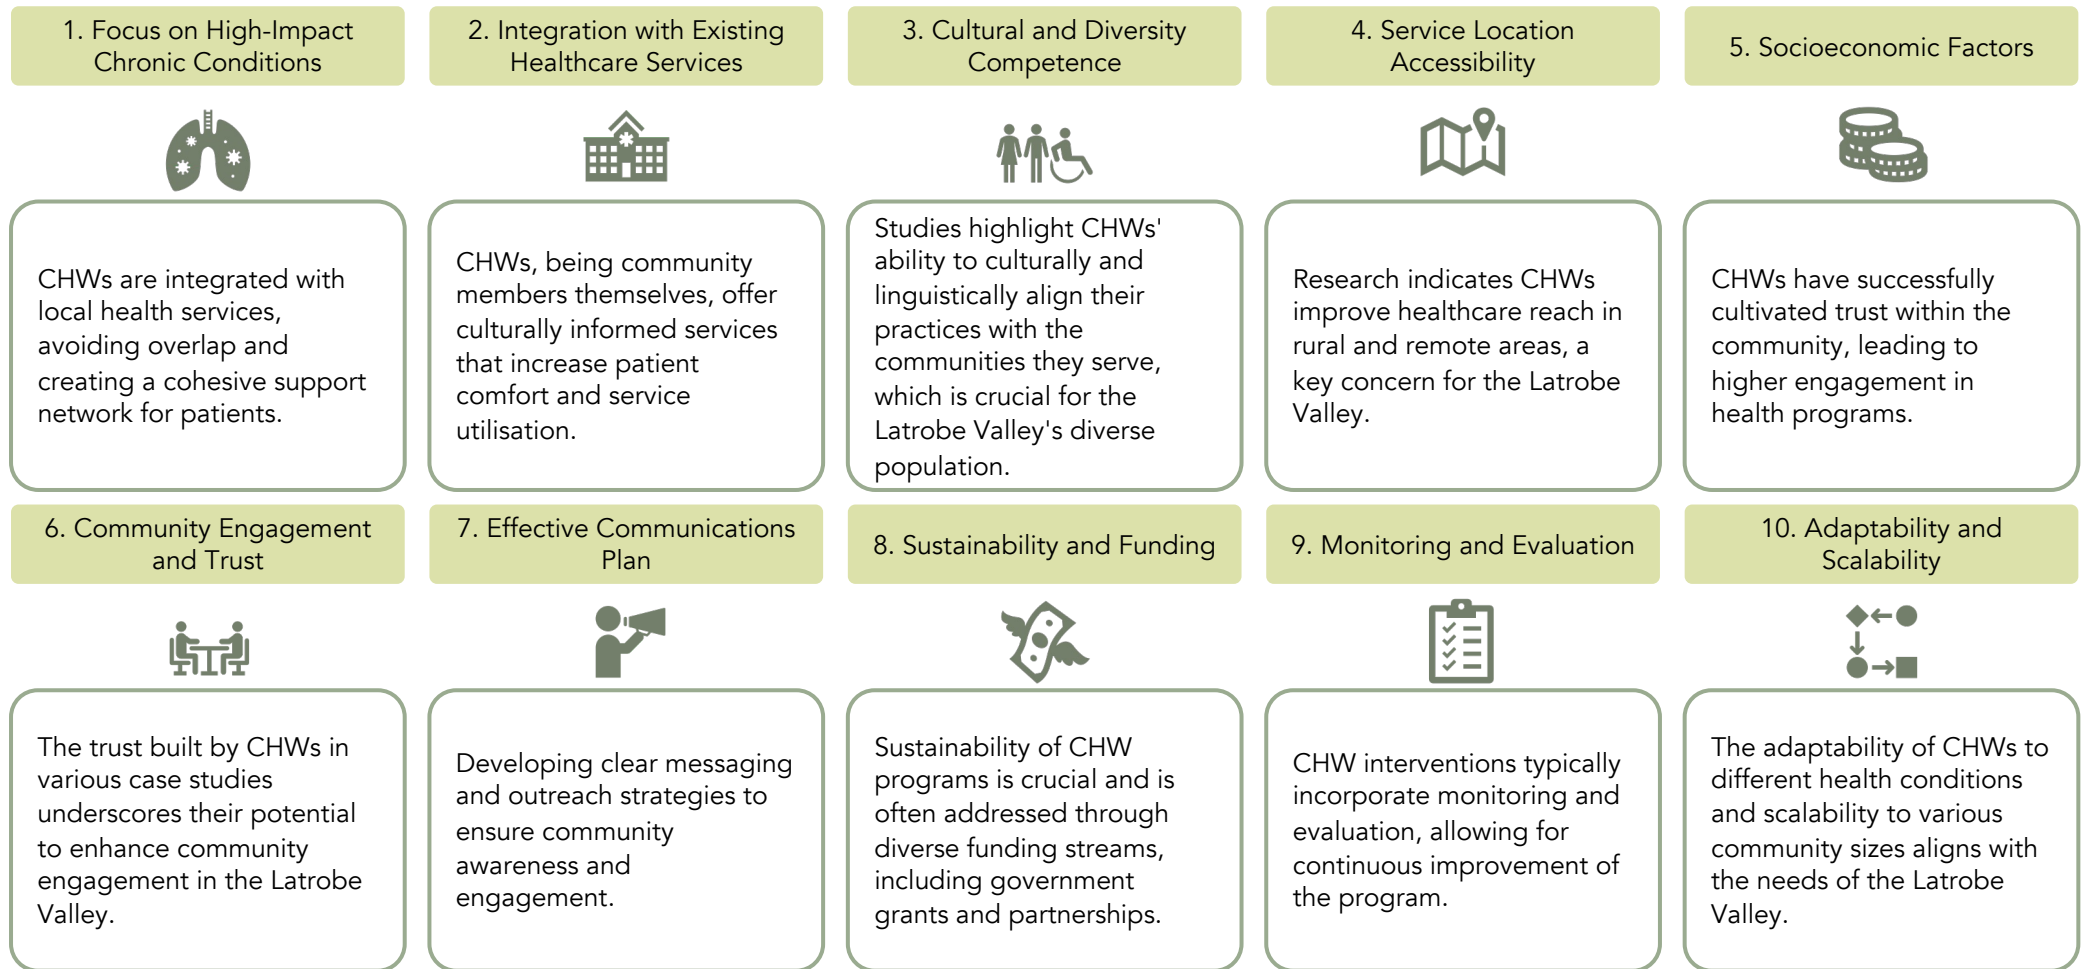 1. Focus on High-Impact
Chronic Conditions
CHWs are integrated with
local health services,
avoiding overlap and
creating a cohesive support
network for patients.
2. Integration with Existing
Healthcare Services
CHWs, being community
members themselves, offer
culturally informed services
that increase patient
comfort and service
utilisation.
3. Cultural and Diversity
Competence
Studies highlight CHWs'
ability to culturally and
linguistically align their
practices with the
communities they serve,
which is crucial for the
Latrobe Valley's diverse
population.
4. Service Location
Accessibility
Research indicates CHWs
improve healthcare reach in
rural and remote areas, a
key concern for the Latrobe
Valley.
5. Socioeconomic Factors
CHWs have successfully
cultivated trust within the
community, leading to
higher engagement in
health programs.
6. Community Engagement
and Trust
The trust built by CHWs in
various case studies
underscores their potential
to enhance community
engagement in the Latrobe
Valley.
7. Effective Communications
Plan
Developing clear messaging
and outreach strategies to
ensure community
awareness and
engagement.
8. Sustainability and Funding
Sustainability of CHW
programs is crucial and is
often addressed through
diverse funding streams,
including government
grants and partnerships.
9. Monitoring and Evaluation
CHW interventions typically
incorporate monitoring and
evaluation, allowing for
continuous improvement of
the program.
10. Adaptability and
Scalability
The adaptability of CHWs to
different health conditions
and scalability to various
community sizes aligns with
the needs of the Latrobe
Valley.